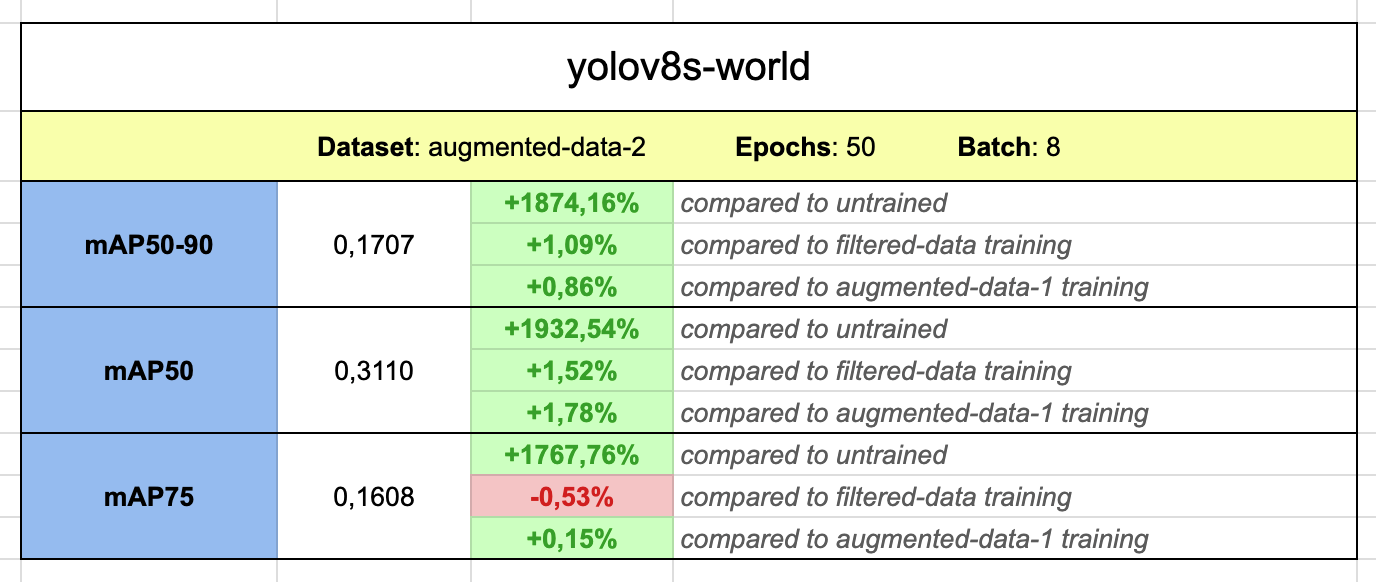 yolov8s-world
Dataset: augmented-data-2 Epochs: 50 Batch: 8
mAP50-90 0,1707
+1874,16% compared to untrained
+1,09% compared to filtered-data training
+0,86% compared to augmented-data-1 training
mAP50 0,3110
+1932,54% compared to untrained
+1,52% compared to filtered-data training
+1,78% compared to augmented-data-1 training
mAP75 0,1608
+1767,76% compared to untrained
-0,53% compared to filtered-data training
+0,15% compared to augmented-data-1 training